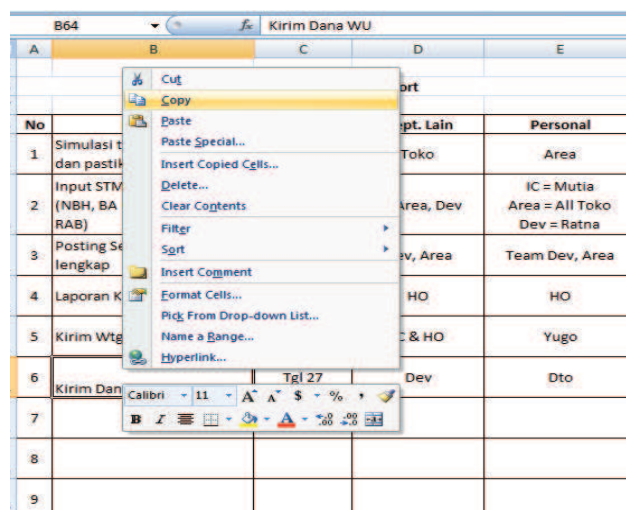 B64 fx Kirim Dana WU
A B C D E
ort
No pt. Lain Personal
1 Simulasi t Toko Area
dan pastik
2 Input STM Area, Dev IC = Mutia
(NBH, BA Area = All Toko
RAB) Dev = Ratna
3 Posting Se ev, Area Team Dev, Area
lengkap
4 Laporan K HO HO
5 Kirim Wtg & HO Yugo
6 Kirim Dan Tgl 27 Dev Dto
7
8
9
Cut
Copy
Paste
Paste Special...
Insert Copied Cells...
Delete...
Clear Contents
Filter
Sort
Insert Comment
Format Cells...
Pick From Drop-down List...
Name a Range...
Hyperlink...
Calibri 11 A A $ % ,
B I A .00 .00